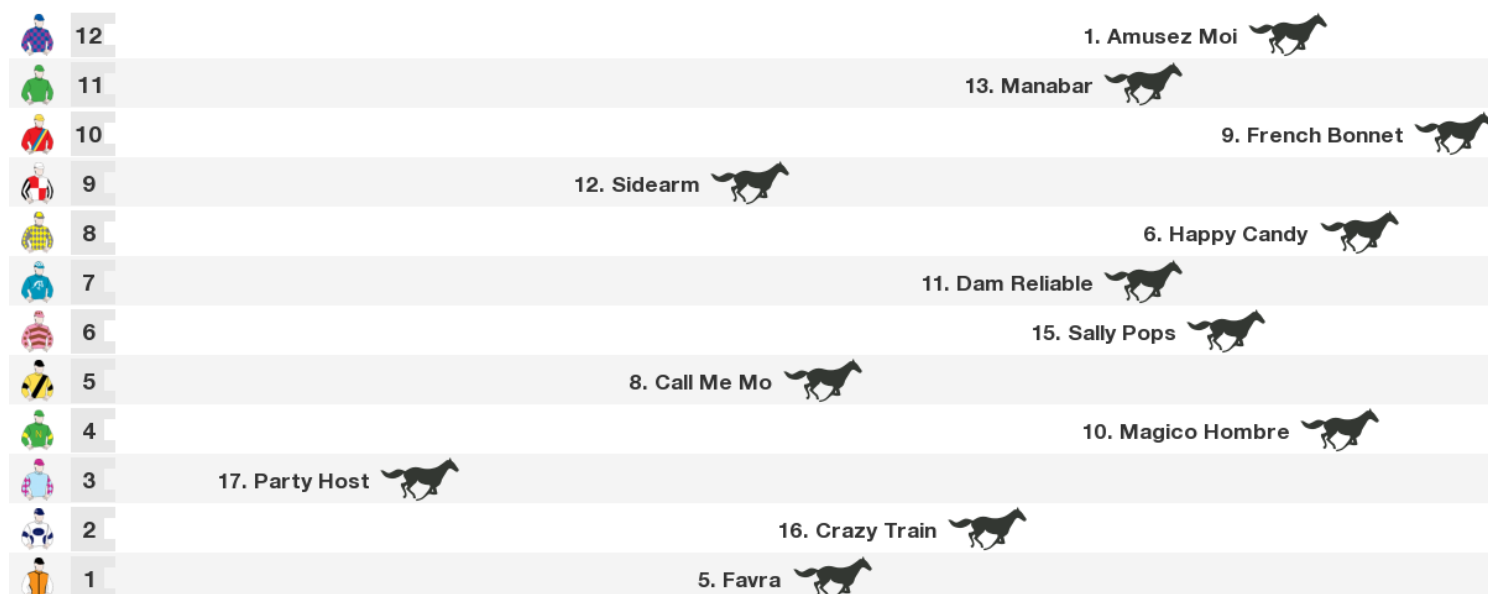 12 1. Amusez Moi
11 13. Manabar
10 9. French Bonnet
9 12. Sidearm
8 6. Happy Candy
7 11. Dam Reliable
6 15. Sally Pops
5 8. Call Me Mo
4 10. Magico Hombre
N
3 17. Party Host
2 16. Crazy Train
1 5. Favra